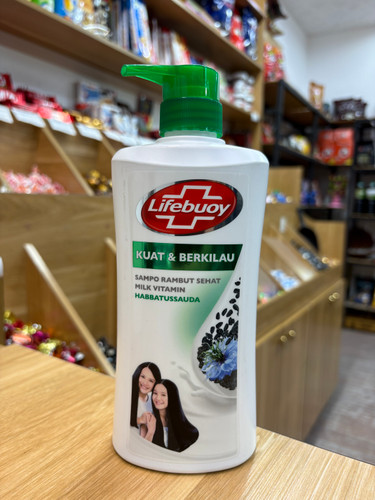 Lifebuoy
KUAT & BERKILAU
SAMPO RAMBUT SEHAT
MILK VITAMIN
HABBATUSSAUDA